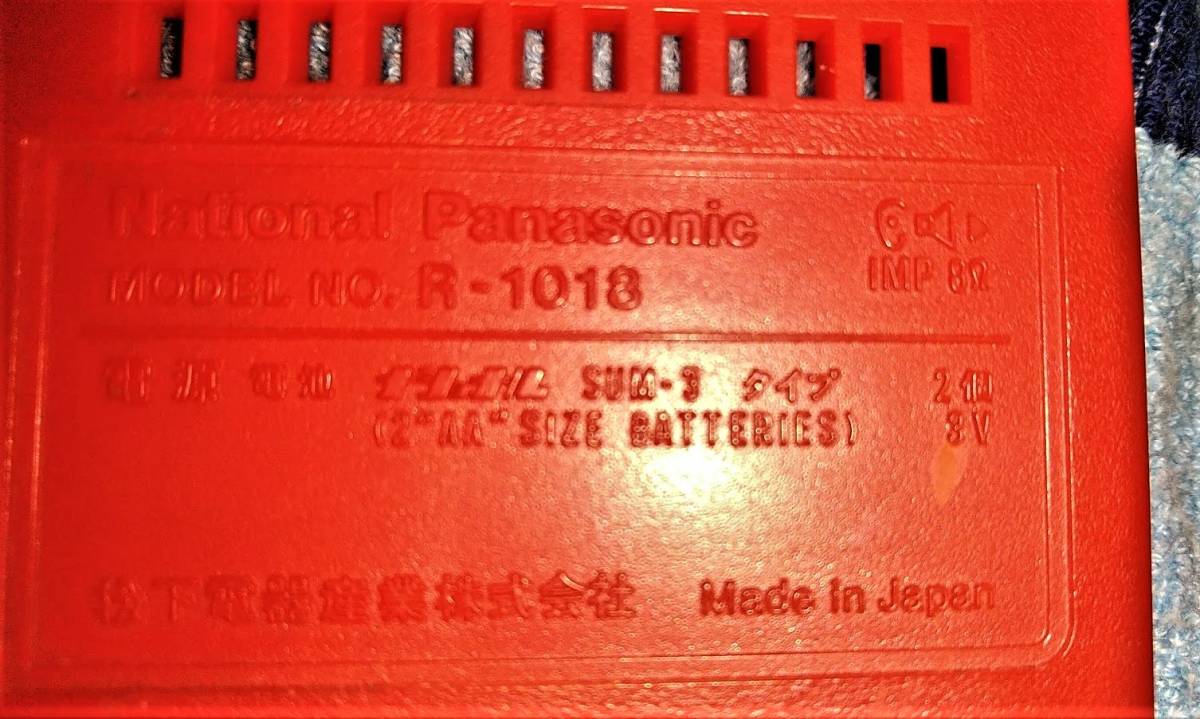 National Panasonic
MODEL NO. R-1018
IMP 8Ω
電源 電池 ナショナル SUM-3 タイプ 2個
(2"AA" SIZE BATTERIES) 3V
松下電器産業株式会社 Made in Japan